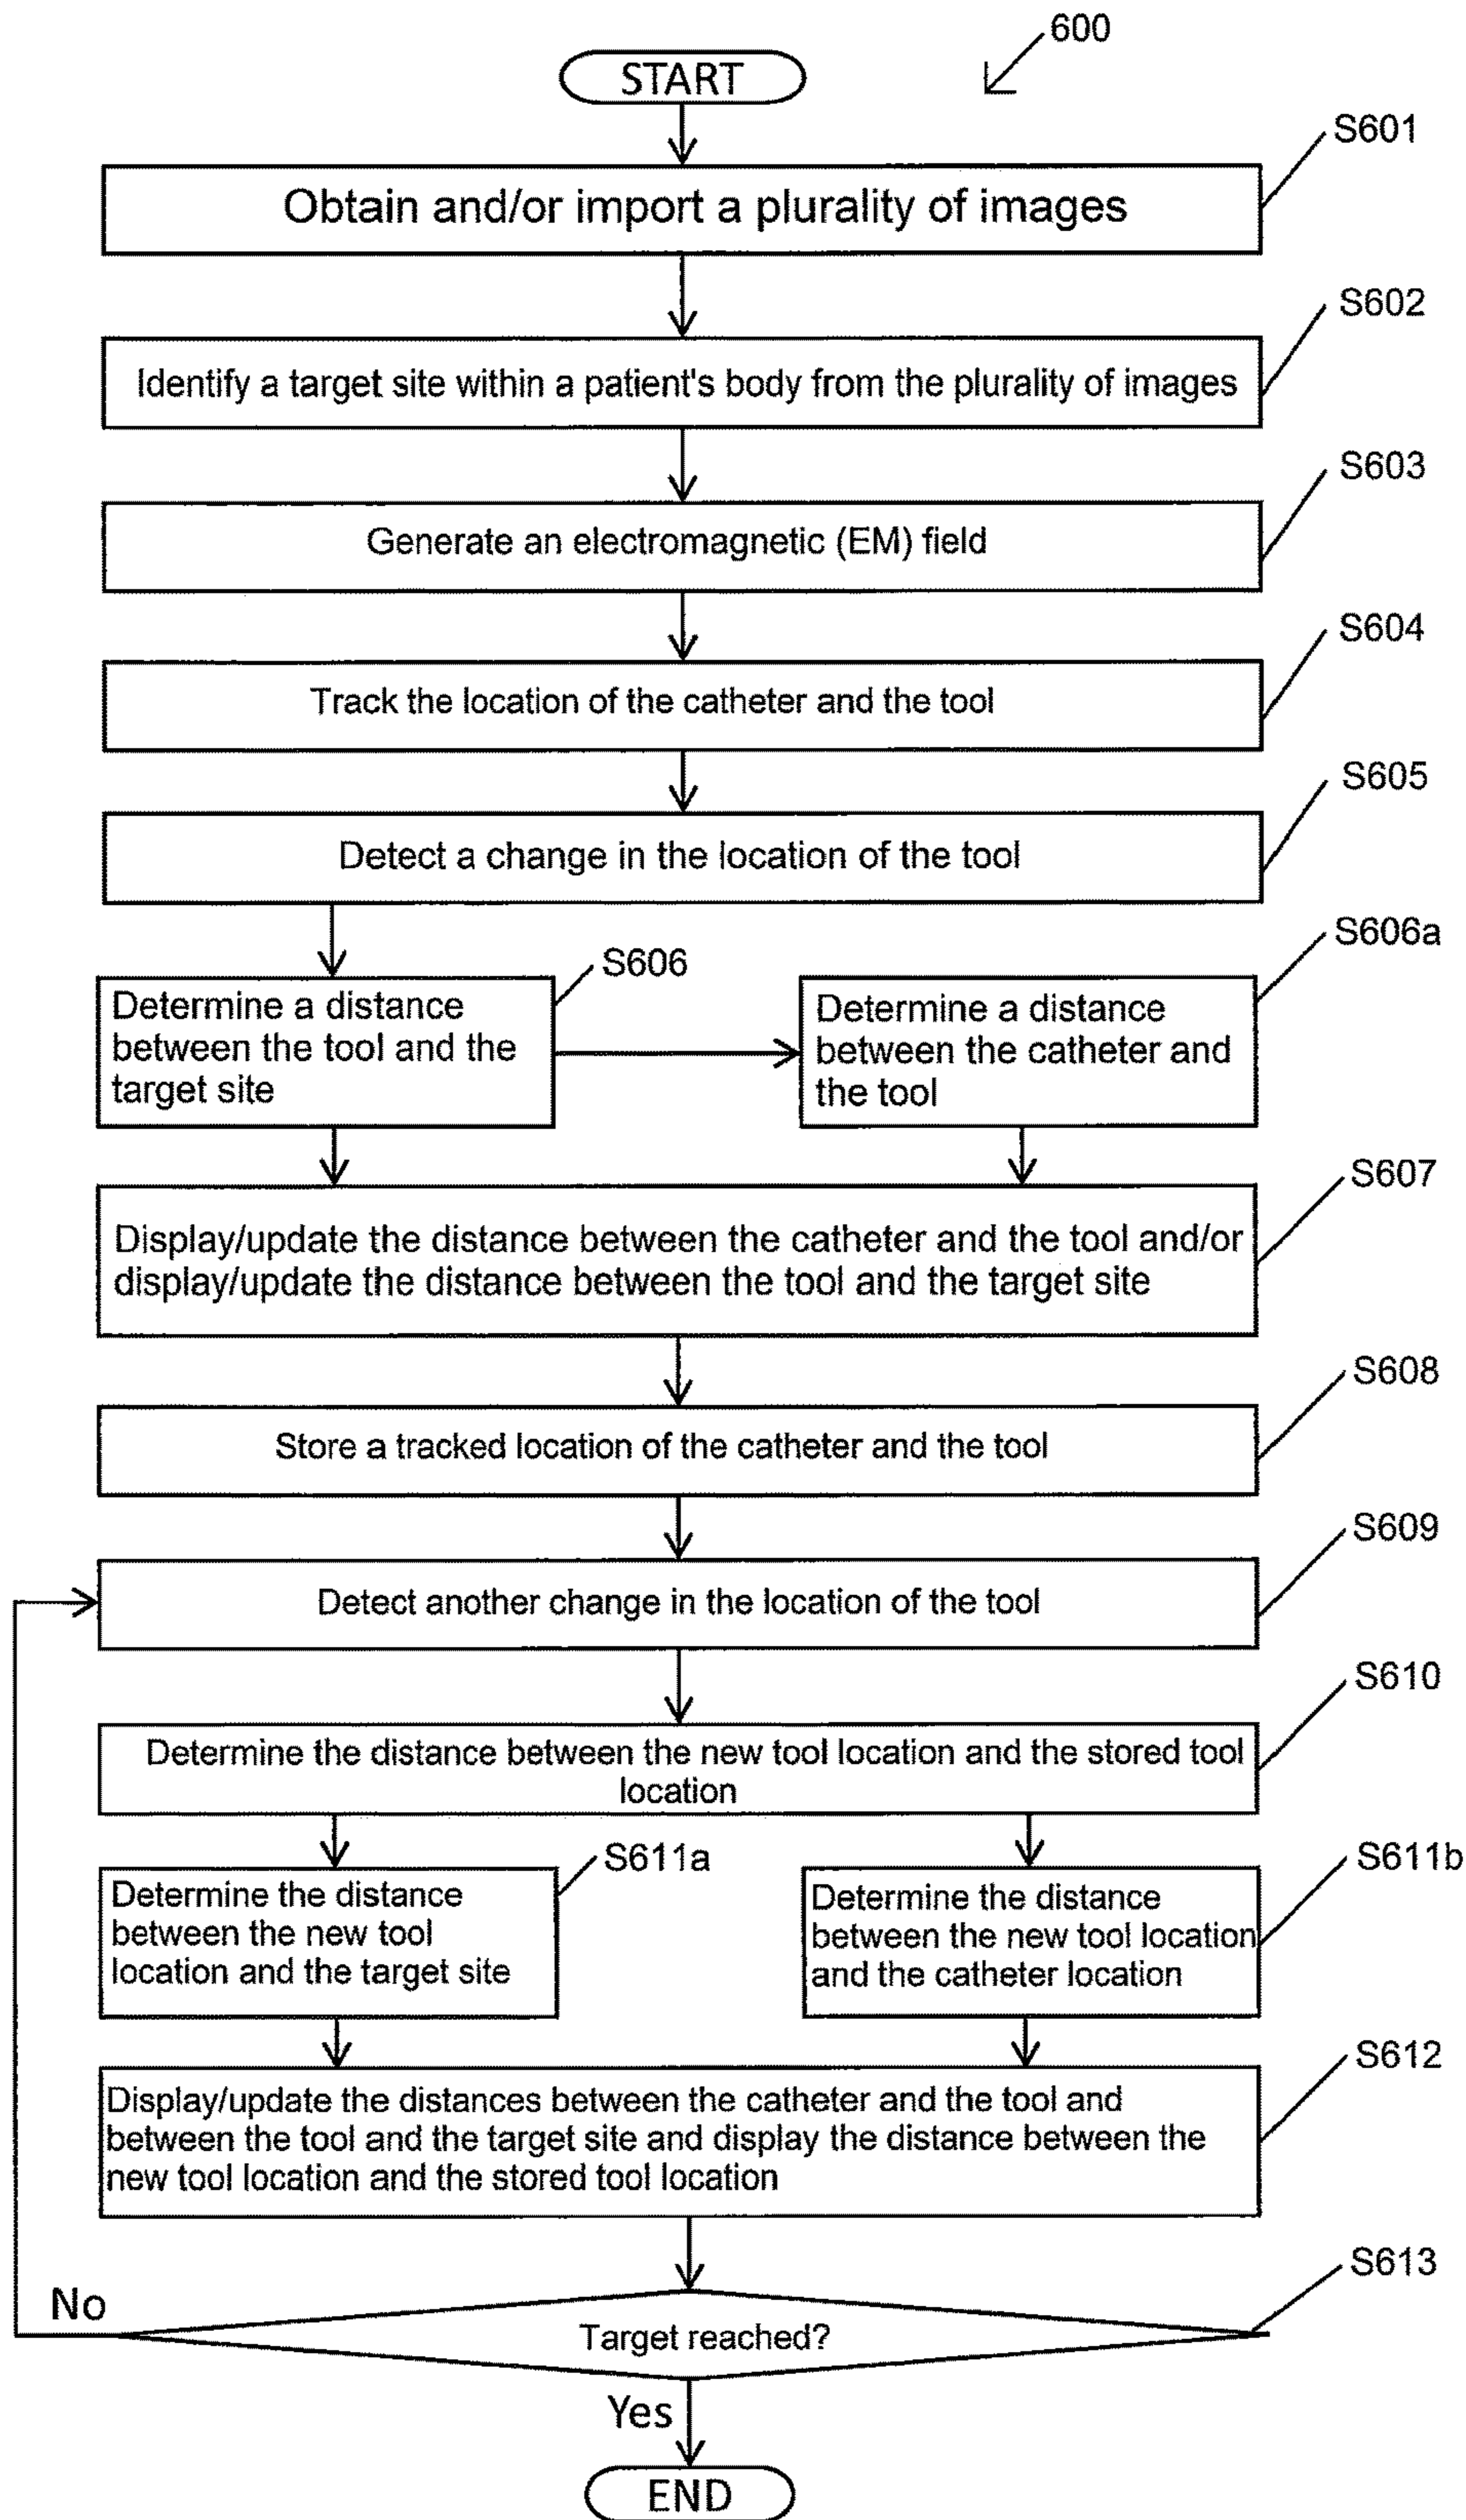 600
START
S601
Obtain and/or import a plurality of images
S602
Identify a target site within a patient's body from the plurality of images
S603
Generate an electromagnetic (EM) field
S604
Track the location of the catheter and the tool
S605
Detect a change in the location of the tool
S606
Determine a distance
between the tool and the
target site
S606a
Determine a distance
between the catheter and
the tool
S607
Display/update the distance between the catheter and the tool and/or
display/update the distance between the tool and the target site
S608
Store a tracked location of the catheter and the tool
S609
Detect another change in the location of the tool
S610
Determine the distance between the new tool location and the stored tool
location
S611a
Determine the distance
between the new tool
location and the target site
S611b
Determine the distance
between the new tool location
and the catheter location
S612
Display/update the distances between the catheter and the tool and
between the tool and the target site and display the distance between the
new tool location and the stored tool location
S613
No
Target reached?
Yes
END